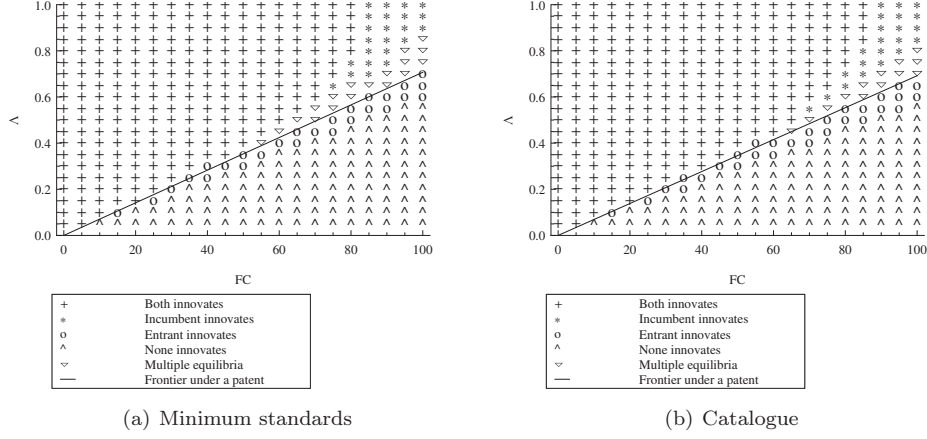 1.0
0.8
0.6
0.4
0.2
0.0
Λ
0 20 40 60 80 100
FC
+ Both innovates
* Incumbent innovates
o Entrant innovates
^ None innovates
▽ Multiple equilibria
— Frontier under a patent
(a) Minimum standards
1.0
0.8
0.6
0.4
0.2
0.0
Λ
0 20 40 60 80 100
FC
+ Both innovates
* Incumbent innovates
o Entrant innovates
^ None innovates
▽ Multiple equilibria
— Frontier under a patent
(b) Catalogue